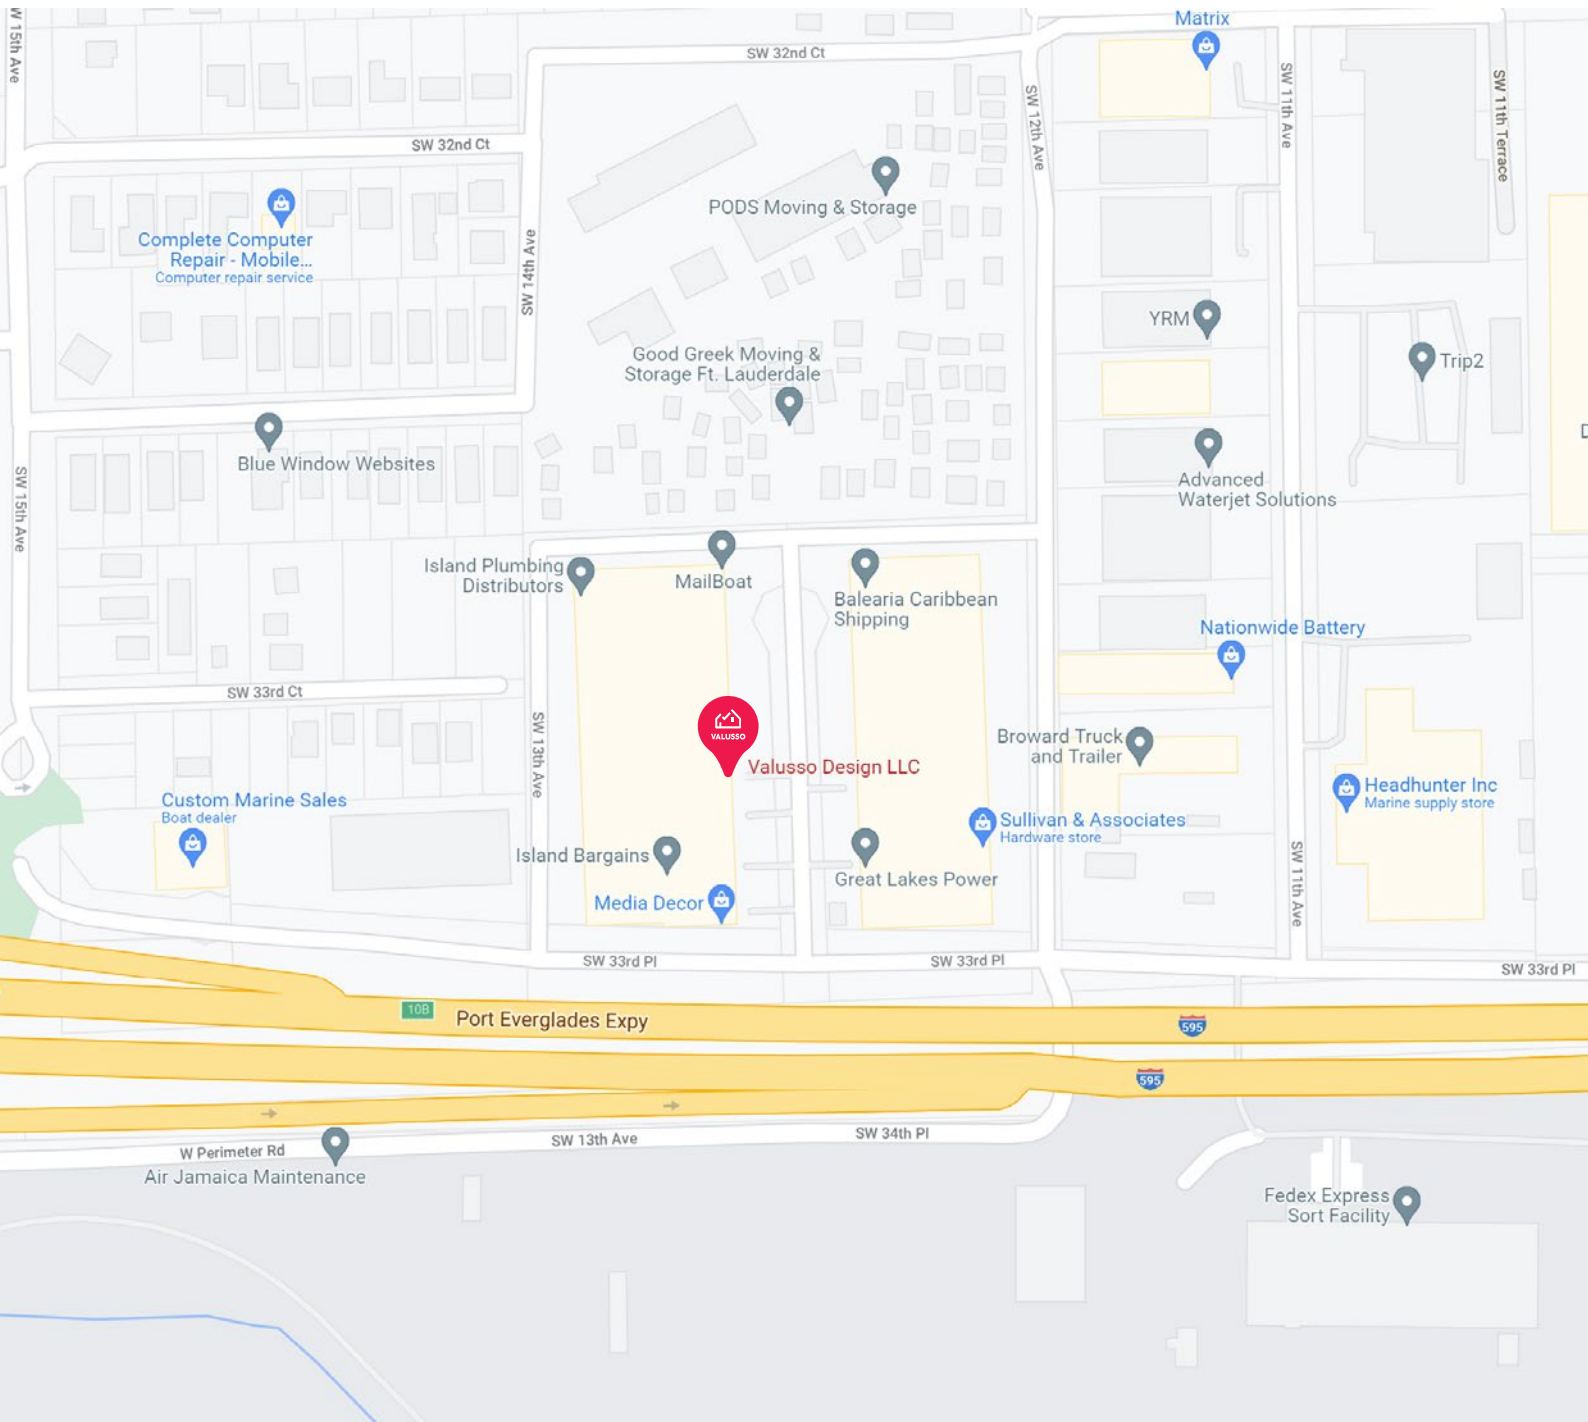 Matrix
SW 15th Ave
SW 32nd Ct
SW 12th Ave
SW 11th Ave
SW 11th Terrace
SW 32nd Ct
PODS Moving & Storage
Complete Computer
Repair - Mobile...
Computer repair service
SW 14th Ave
YRM
Good Greek Moving &
Storage Ft. Lauderdale
Trip2
D
Blue Window Websites
SW 15th Ave
Advanced
Waterjet Solutions
Island Plumbing
Distributors
MailBoat
Balearia Caribbean
Shipping
Nationwide Battery
SW 33rd Ct
SW 13th Ave
VALUSSO
Valusso Design LLC
Broward Truck
and Trailer
Headhunter Inc
Marine supply store
Custom Marine Sales
Boat dealer
Sullivan & Associates
Hardware store
Island Bargains
Great Lakes Power
SW 11th Ave
Media Decor
SW 33rd Pl
SW 33rd Pl
SW 33rd Pl
10B
Port Everglades Expy
595
595
W Perimeter Rd
SW 13th Ave
SW 34th Pl
Air Jamaica Maintenance
Fedex Express
Sort Facility